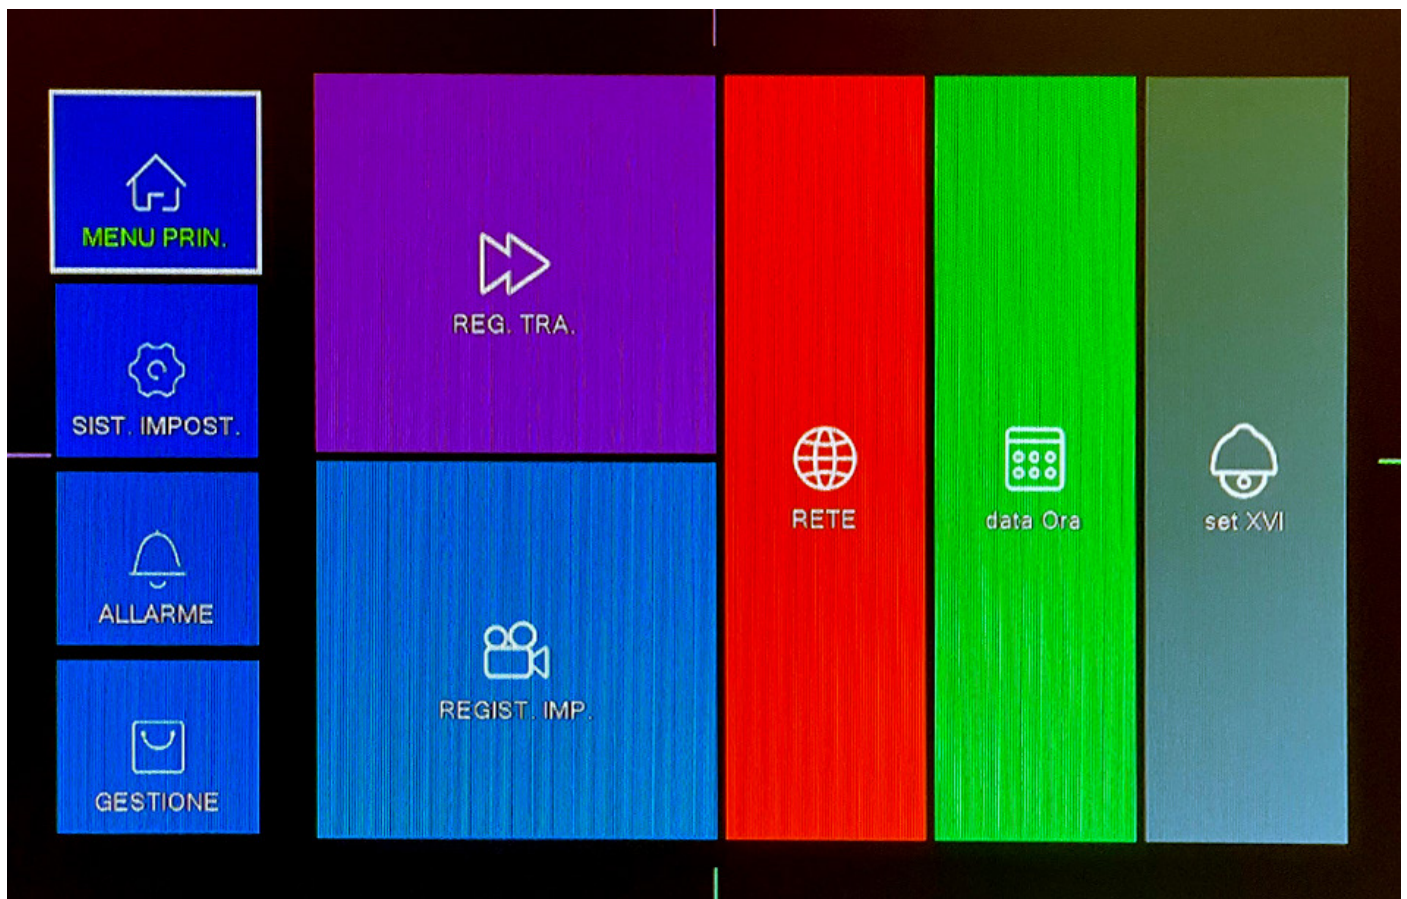 MENU PRIN.
SIST. IMPOST.
ALLARME
GESTIONE
REG. TRA.
REGIST. IMP.
RETE
data Ora
set XVI